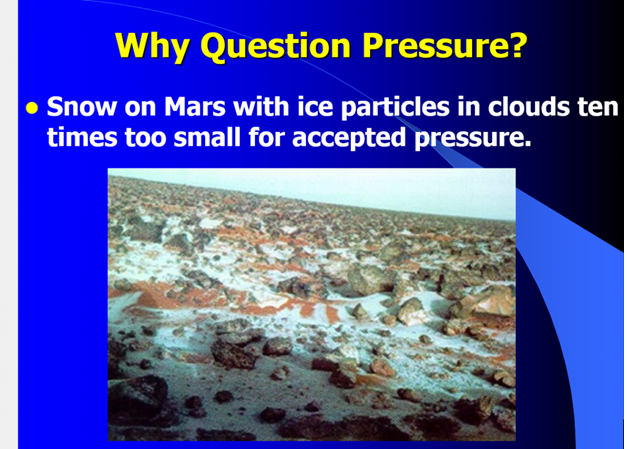 Why Question Pressure?
Snow on Mars with ice particles in clouds ten
times too small for accepted pressure.